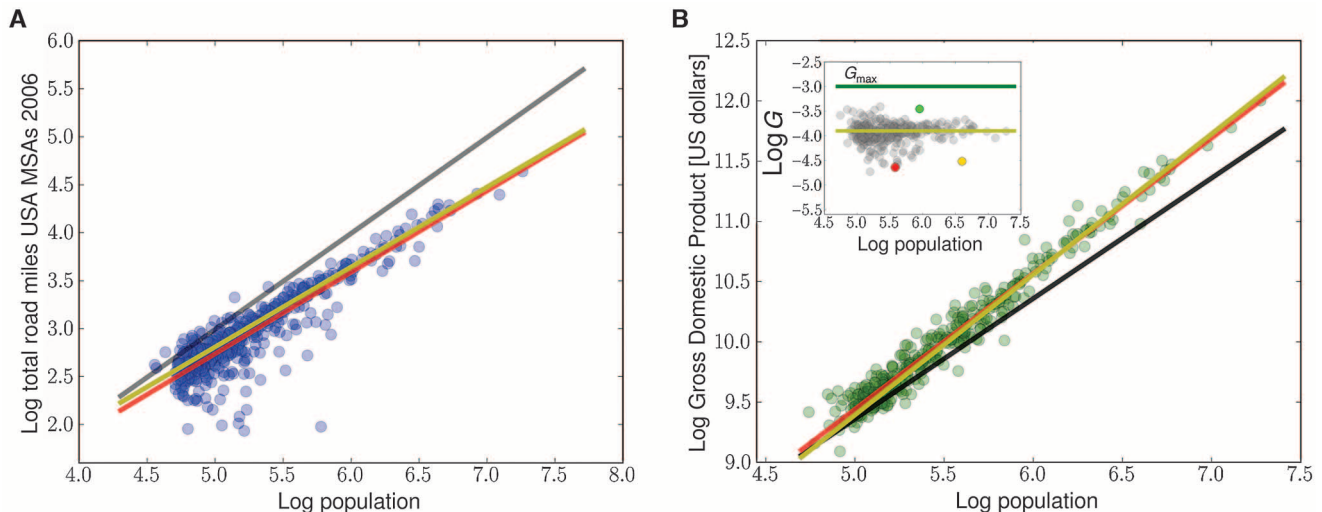 A
Log total road miles USA MSAs 2006
6.0
5.5
5.0
4.5
4.0
3.5
3.0
2.5
2.0
4.0 4.5 5.0 5.5 6.0 6.5 7.0 7.5 8.0
Log population
B
Log Gross Domestic Product [US dollars]
12.5
12.0
11.5
11.0
10.5
10.0
9.5
9.0
4.5 5.0 5.5 6.0 6.5 7.0 7.5
Log population
Log G
−2.5
−3.0
−3.5
−4.0
−4.5
−5.0
−5.5
Gmax
4.5 5.0 5.5 6.0 6.5 7.0 7.5
Log population